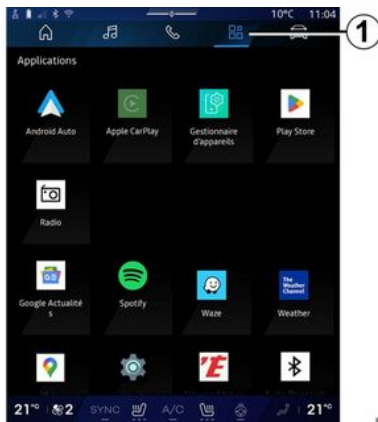 10°C 11:04
1
Applications
Android Auto Apple CarPlay Gestionnaire Play Store
d'appareils
Radio
Google Actualité Spotify Waze The Weather Channel Weather
s
'E
21°° 2 SYNC A/C 21°°